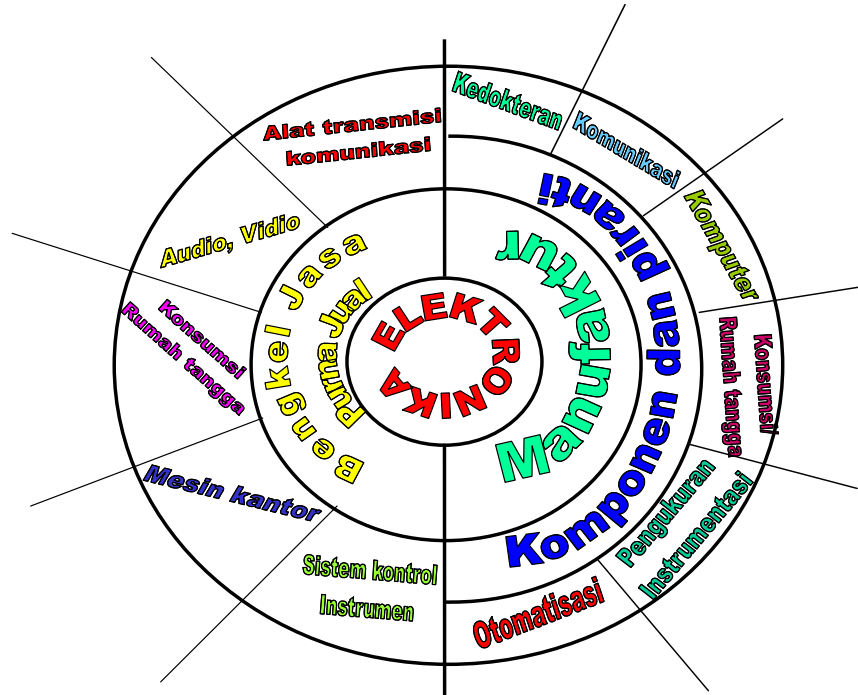 ELEKTRONIKA
Manufaktur
Komponen dan piranti
Kedokteran
Komunikasi
Komputer
Konsumsi
Rumah tangga
Pengukuran
Instrumentasi
Otomatisasi
Bengkel Jasa
Purna Jual
Alat transmisi
komunikasi
Audio, Vidio
Konsumsi
Rumah tangga
Mesin kantor
Sistem kontrol
Instrumen